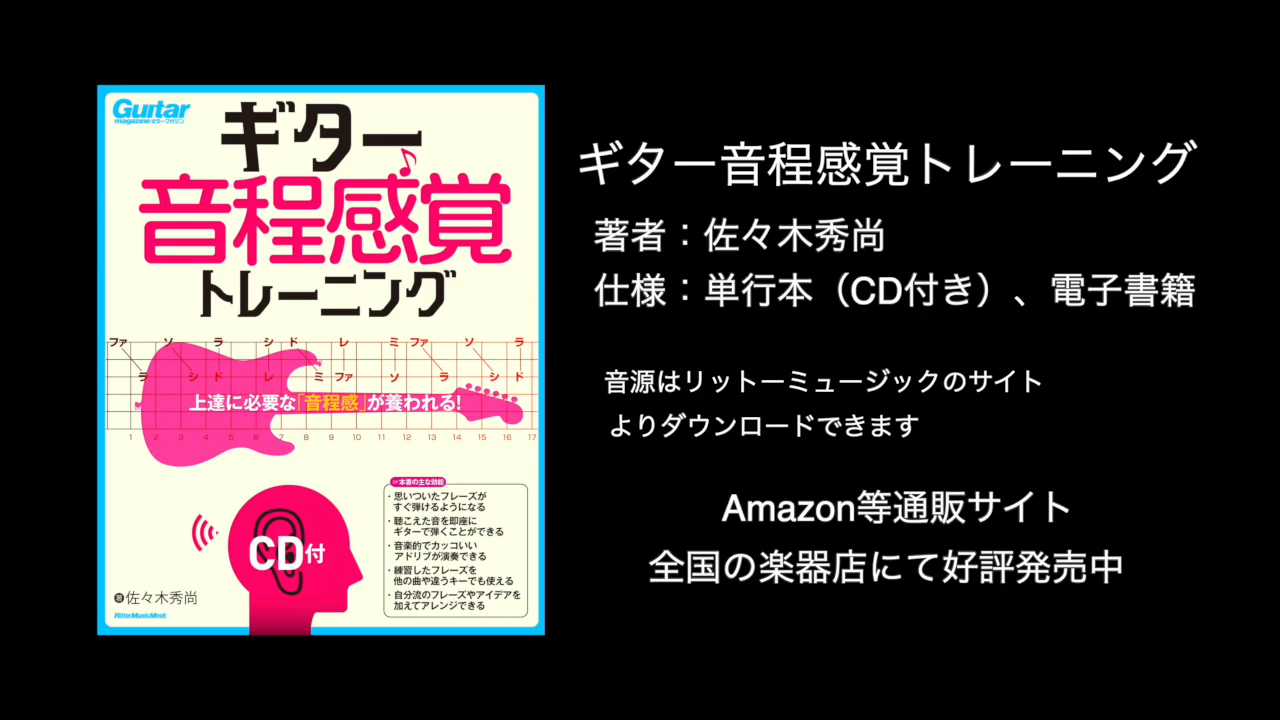 Guitar
magazine ギター・マガジン
ギター
音程感覚
トレーニング
ファ ソ ラ シ ド レ ミ ファ ソ ラ
ラ シ ド レ ミ ファ ソ ラ シ ド
上達に必要な「音程感」が養われる!
1 2 3 4 5 6 7 8 9 10 11 12 13 14 15 16 17
CD付
本書の主な効能
・思いついたフレーズが
すぐ弾けるようになる
・聴こえた音を即座に
ギターで弾くことができる
・音楽的でカッコいい
アドリブが演奏できる
・練習したフレーズを
他の曲や違うキーでも使える
・自分流のフレーズやアイデアを
加えてアレンジできる
著 佐々木秀尚
Rittor Music Mook
ギター音程感覚トレーニング
著者：佐々木秀尚
仕様：単行本（CD付き）、電子書籍
音源はリットーミュージックのサイト
よりダウンロードできます
Amazon等通販サイト
全国の楽器店にて好評発売中